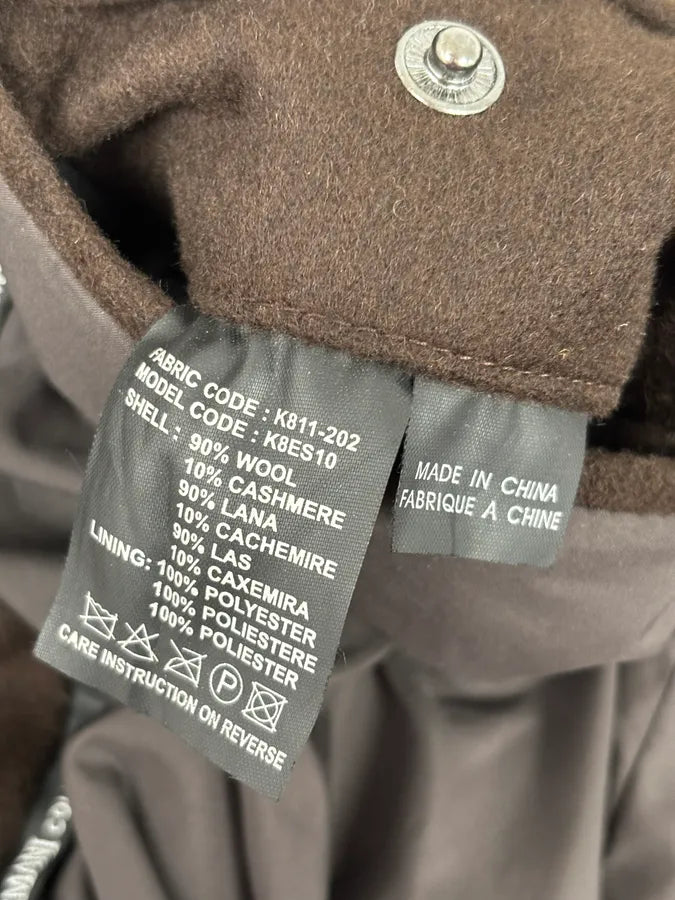 FABRIC CODE : K811-202
MODEL CODE : K8ES10
SHELL : 90% WOOL
10% CASHMERE
90% LANA
10% CACHEMIRE
90% LAS
10% CAXEMIRA
LINING: 100% POLYESTER
100% POLIESTERE
100% POLIESTER
P
CARE INSTRUCTION ON REVERSE
MADE IN CHINA
FABRIQUE A CHINE